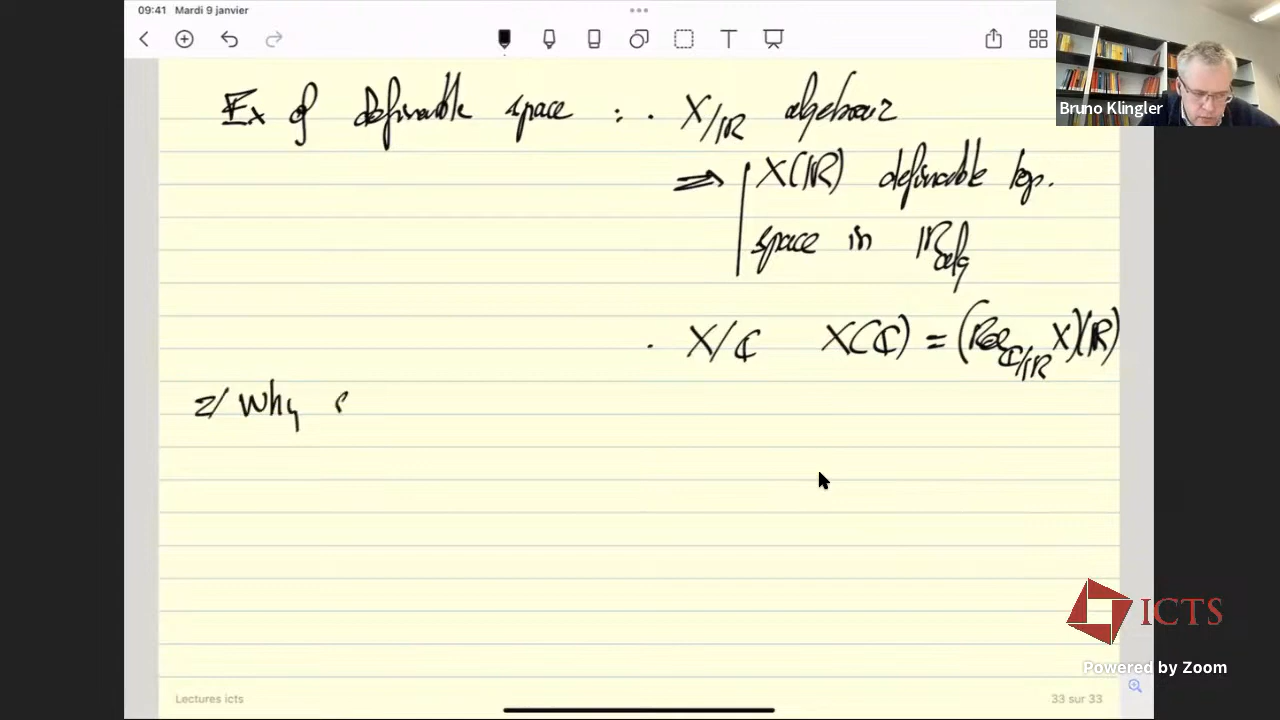 09:41 Mardi 9 janvier
Bruno Klingler
Ex of definable space : . X/ℝ algebraic
⇒ X(ℝ) definable top.
space in ℝ_alg
. X/ℂ X(ℂ) = (Res_ℂ/ℝ X)(ℝ)
2/ Why
ICTS
Powered by Zoom
Lectures icts
33 sur 33